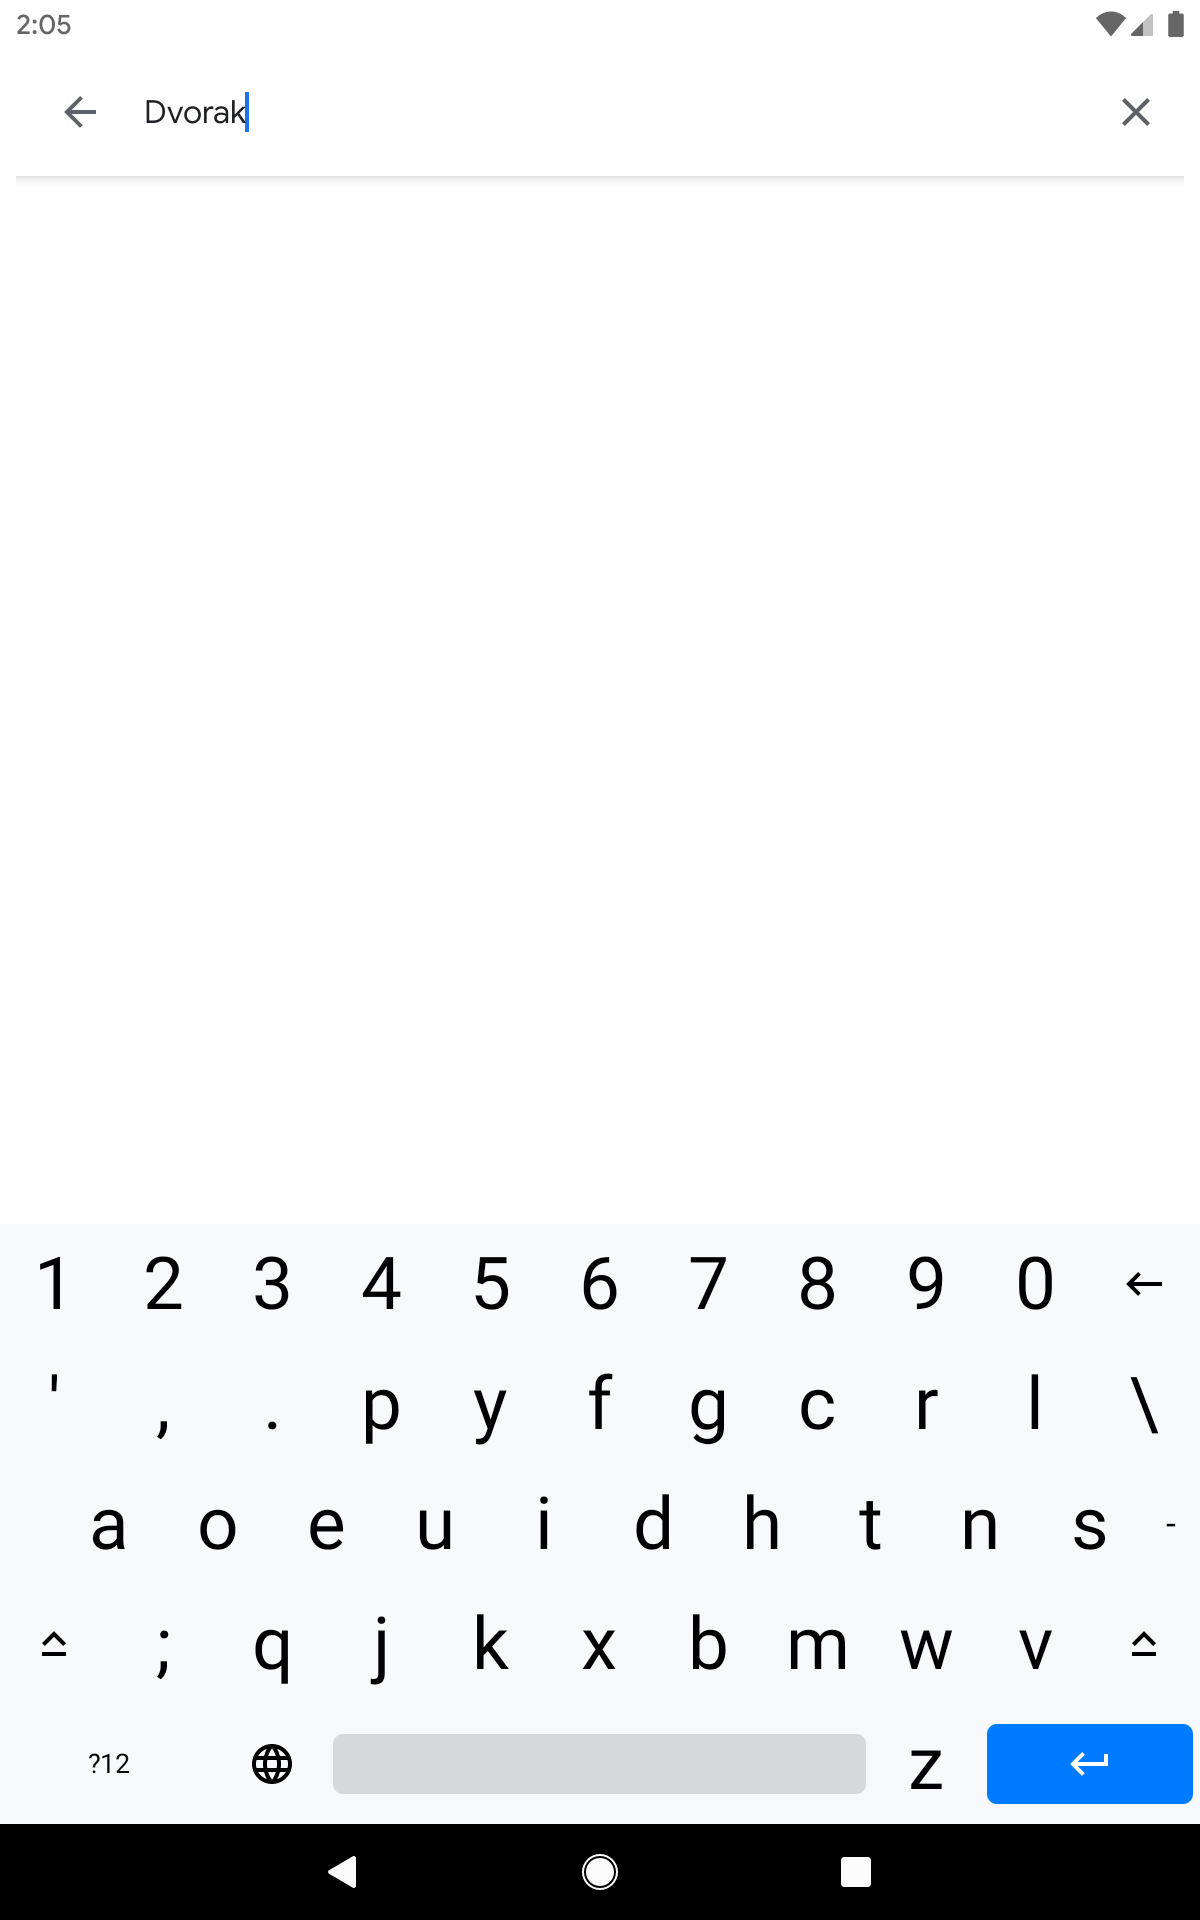 2:05
Dvorak
1 2 3 4 5 6 7 8 9 0
' , . p y f g c r l \
a o e u i d h t n s -
; q j k x b m w v
?12 z